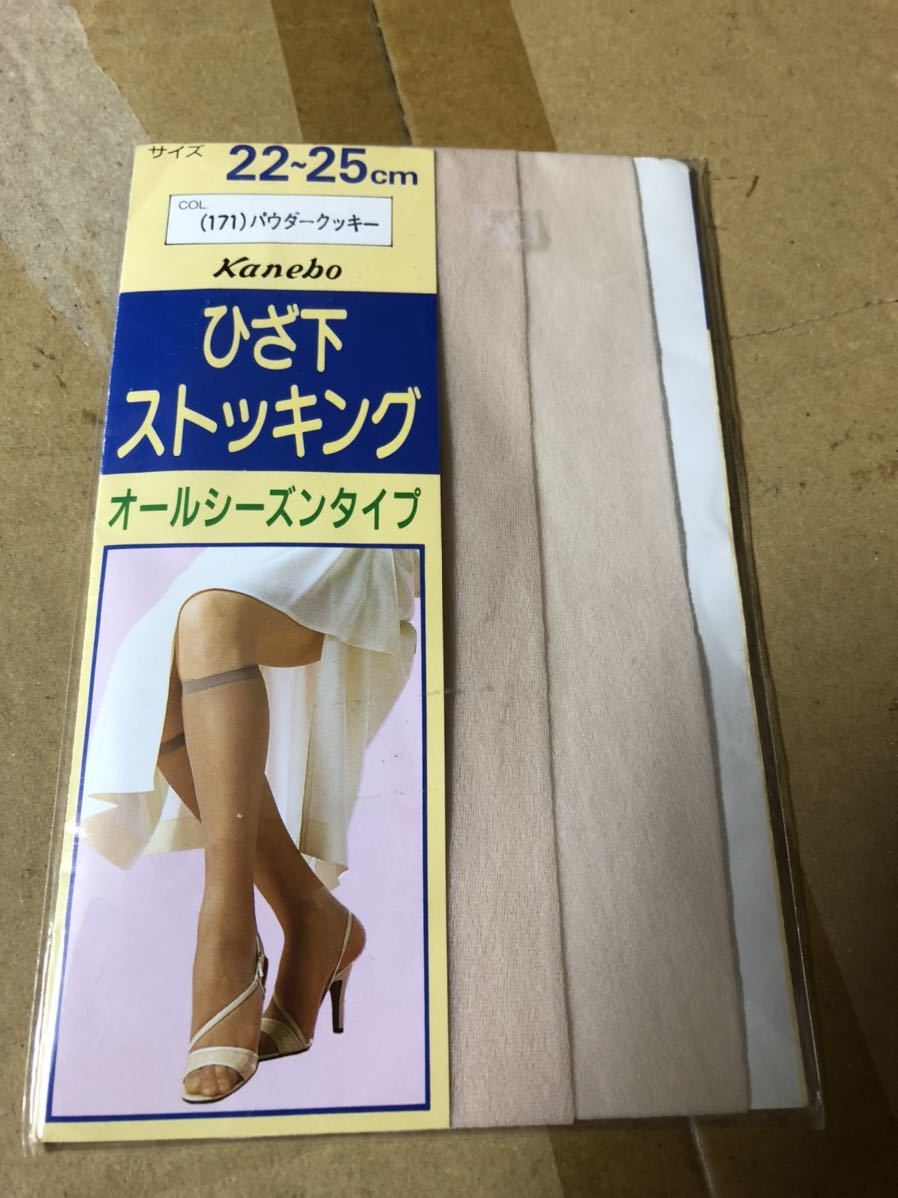 サイズ 22~25cm
COL.
(171)パウダークッキー
Kanebo
ひざ下
ストッキング
オールシーズンタイプ